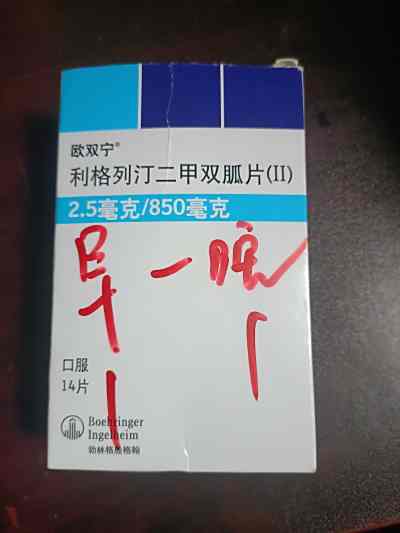 欧双宁®
利格列汀二甲双胍片(II)
2.5毫克/850毫克
早 一 晚
1 1
口服
14片
Boehringer
Ingelheim
勃林格殷格翰